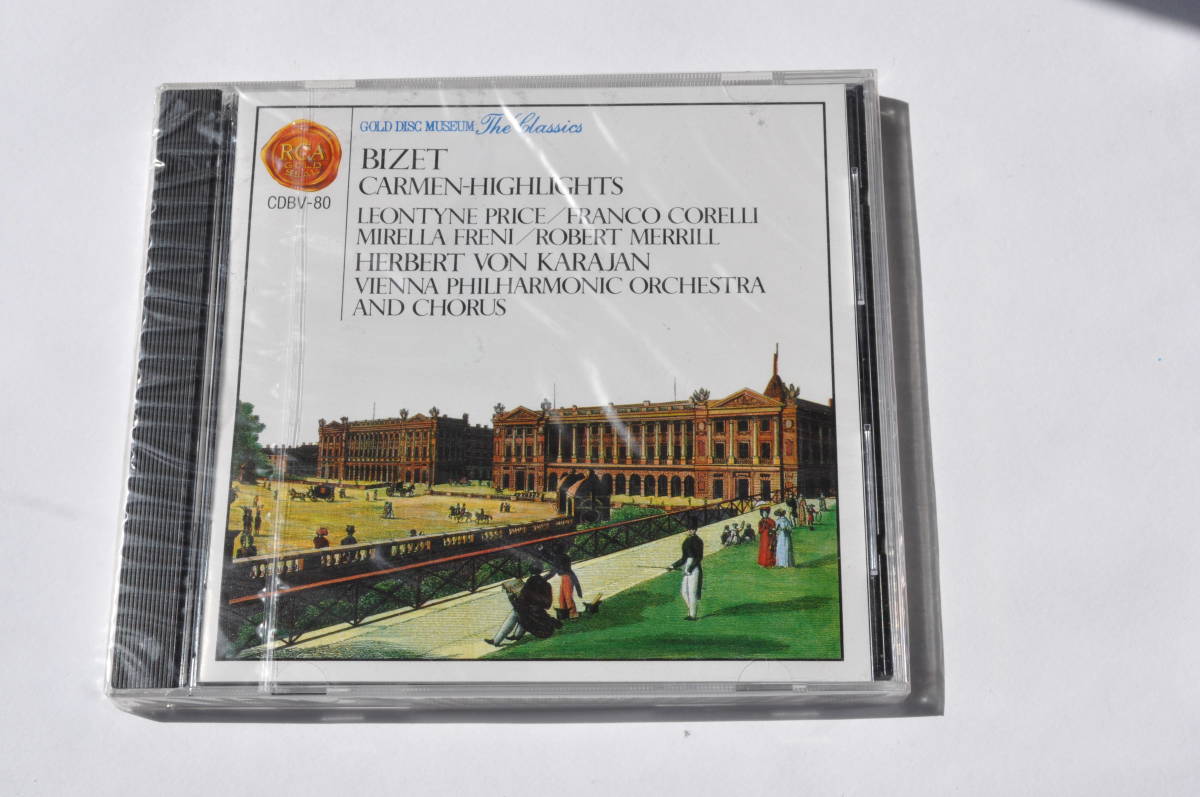 GOLD DISC MUSEUM The Classics
RCA
GOLD
CDBV-80
BIZET
CARMEN-HIGHLIGHTS
LEONTYNE PRICE/FRANCO CORELLI
MIRELLA FRENI/ROBERT MERRILL
HERBERT VON KARAJAN
VIENNA PHILHARMONIC ORCHESTRA
AND CHORUS